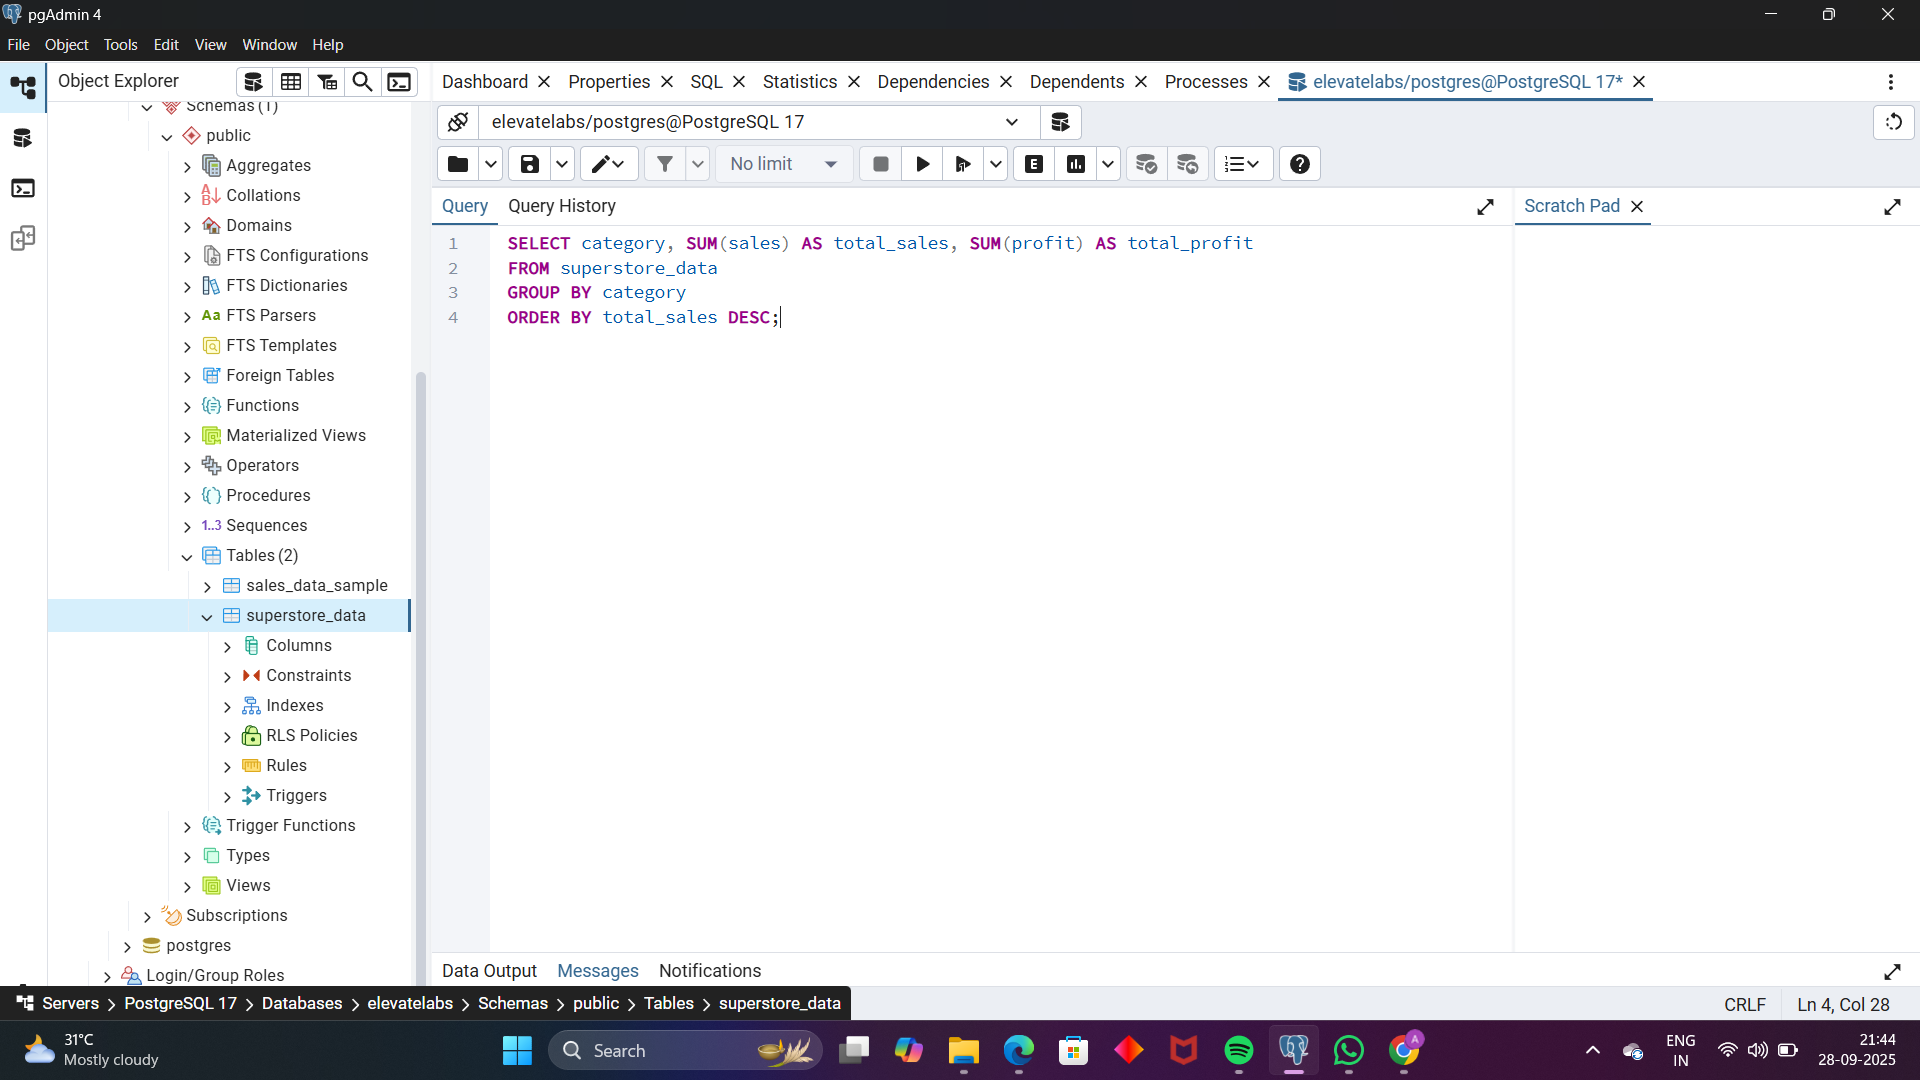 pgAdmin 4
File Object Tools Edit View Window Help
Object Explorer
Dashboard Properties SQL Statistics Dependencies Dependents Processes elevatelabs/postgres@PostgreSQL 17*
elevatelabs/postgres@PostgreSQL 17
No limit
E
Query Query History
Scratch Pad
1 SELECT category, SUM(sales) AS total_sales, SUM(profit) AS total_profit
2 FROM superstore_data
3 GROUP BY category
4 ORDER BY total_sales DESC;
Schemas (1)
public
Aggregates
Collations
Domains
FTS Configurations
FTS Dictionaries
Aa FTS Parsers
FTS Templates
Foreign Tables
Functions
Materialized Views
Operators
Procedures
1..3 Sequences
Tables (2)
sales_data_sample
superstore_data
Columns
Constraints
Indexes
RLS Policies
Rules
Triggers
Trigger Functions
Types
Views
Subscriptions
postgres
Login/Group Roles
Data Output Messages Notifications
Servers > PostgreSQL 17 > Databases > elevatelabs > Schemas > public > Tables > superstore_data
CRLF Ln 4, Col 28
31°C
Mostly cloudy
Search
A
ENG
IN
21:44
28-09-2025